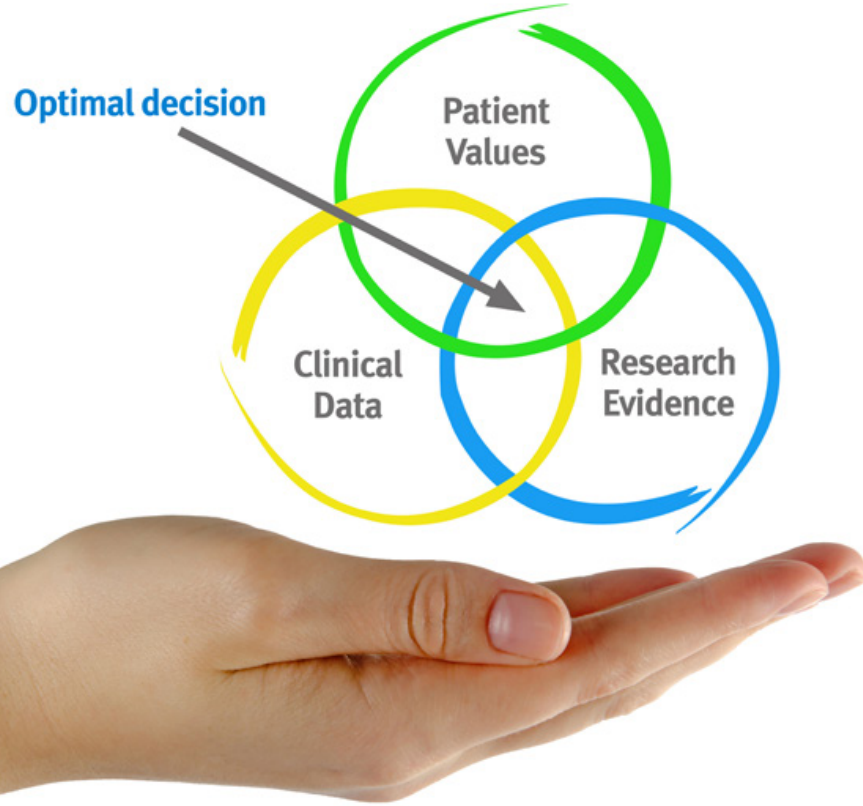 Optimal decision
Patient
Values
Clinical
Data
Research
Evidence